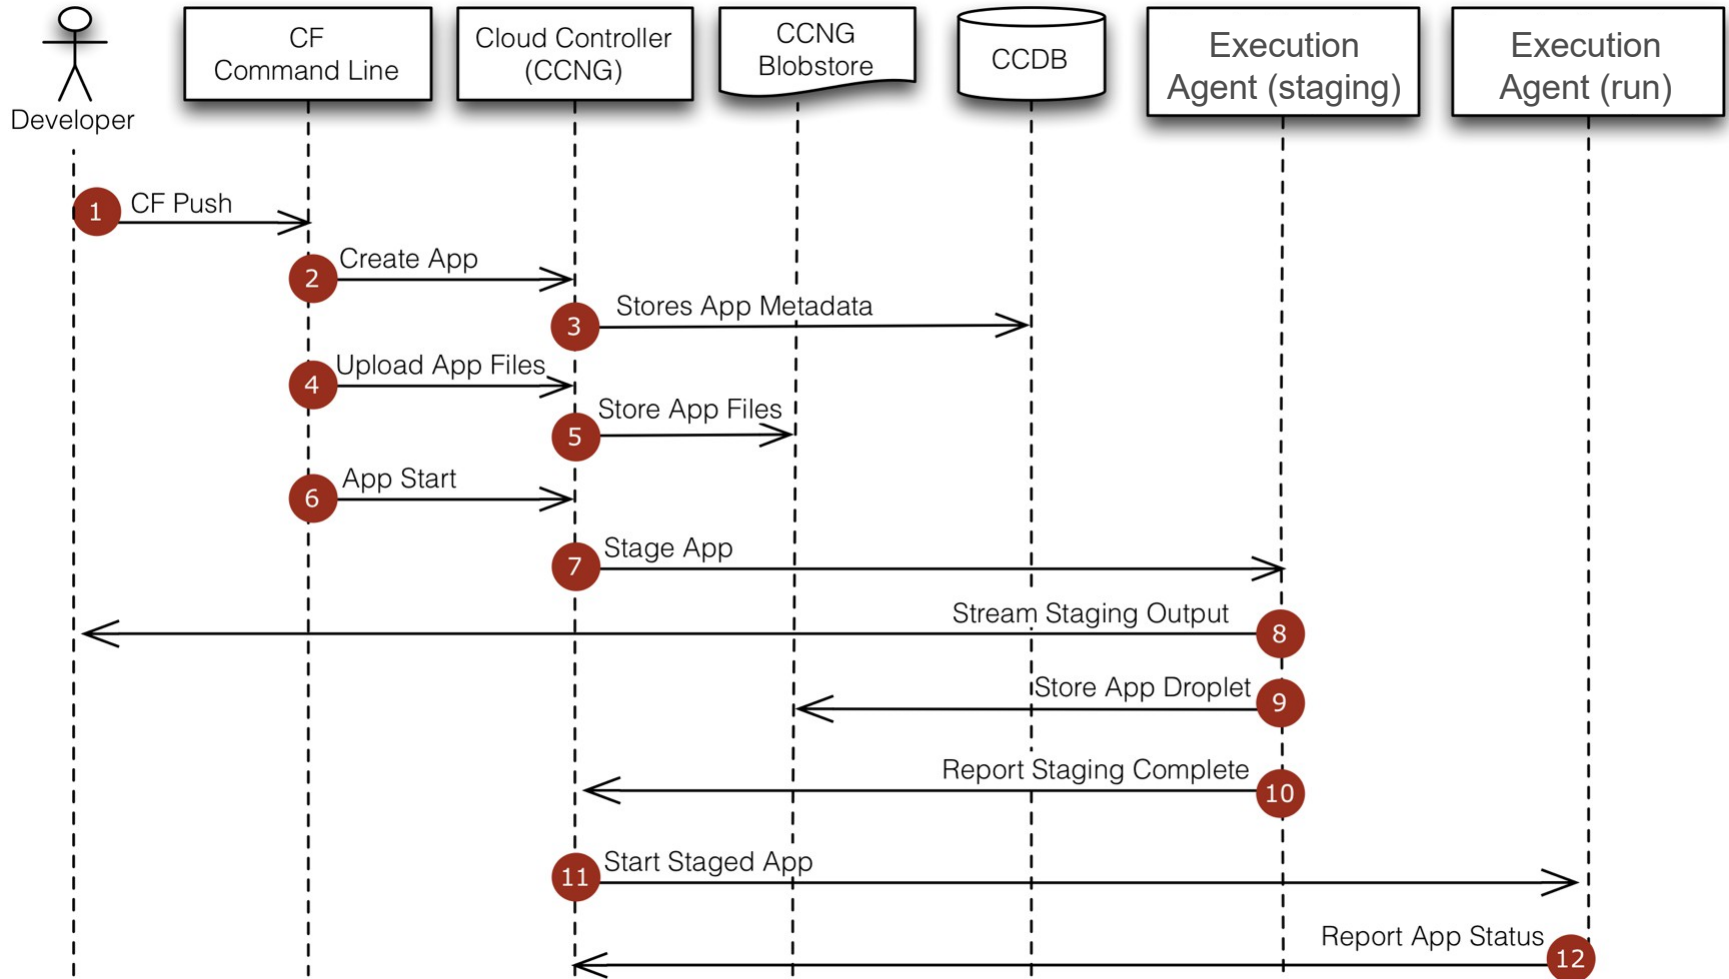 Developer
CF
Command Line
Cloud Controller
(CCNG)
CCNG
Blobstore
CCDB
Execution
Agent (staging)
Execution
Agent (run)
1 CF Push
2 Create App
3 Stores App Metadata
4 Upload App Files
5 Store App Files
6 App Start
7 Stage App
Stream Staging Output 8
Store App Droplet 9
Report Staging Complete 10
11 Start Staged App
Report App Status 12